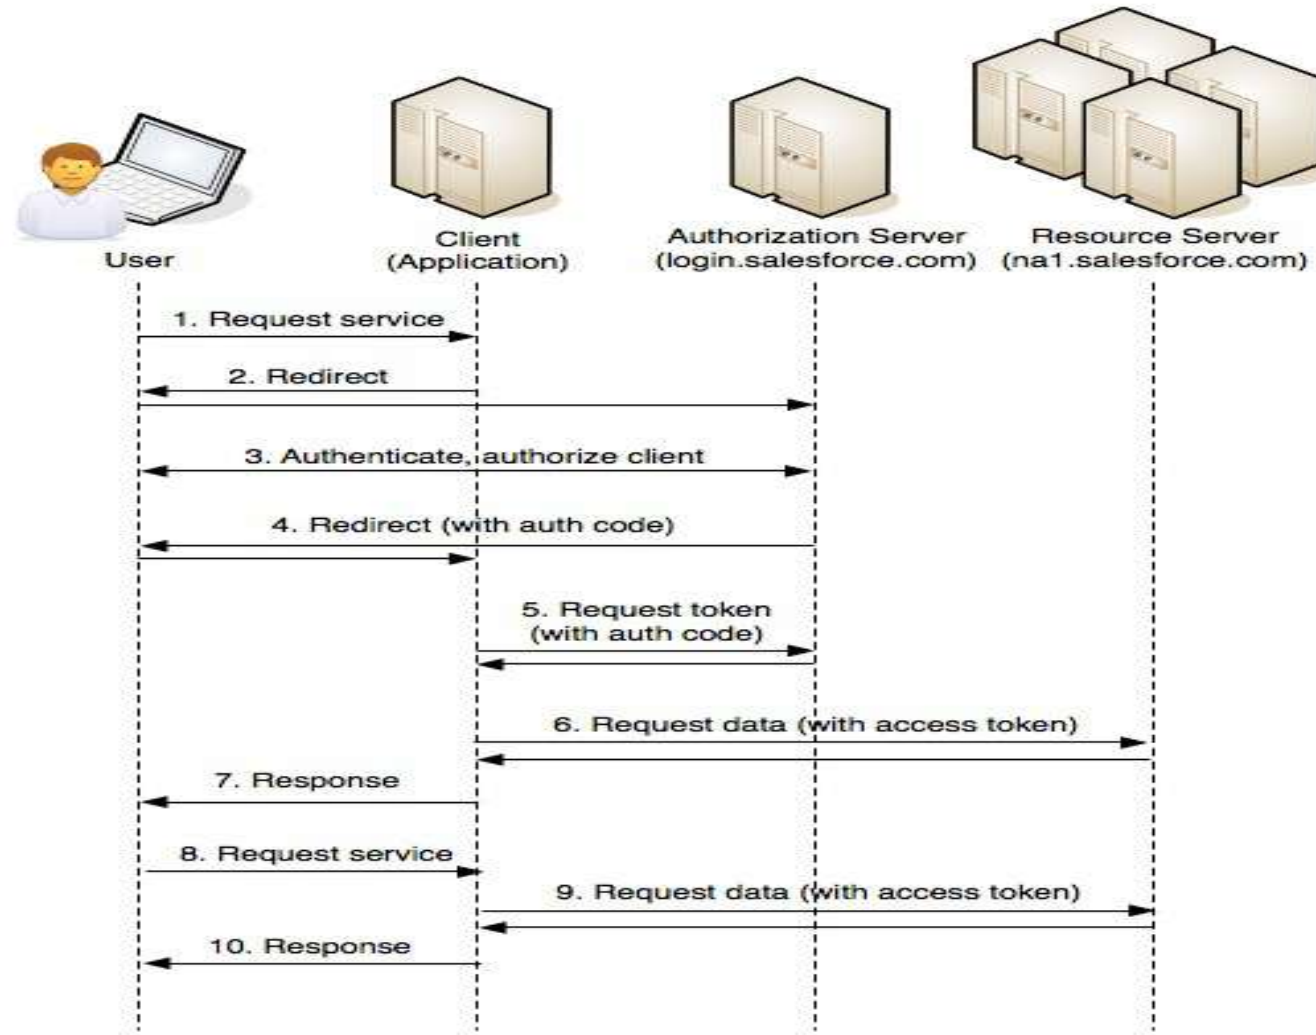 User
Client
(Application)
Authorization Server
(login.salesforce.com)
Resource Server
(na1.salesforce.com)
1. Request service
2. Redirect
3. Authenticate, authorize client
4. Redirect (with auth code)
5. Request token
(with auth code)
6. Request data (with access token)
7. Response
8. Request service
9. Request data (with access token)
10. Response